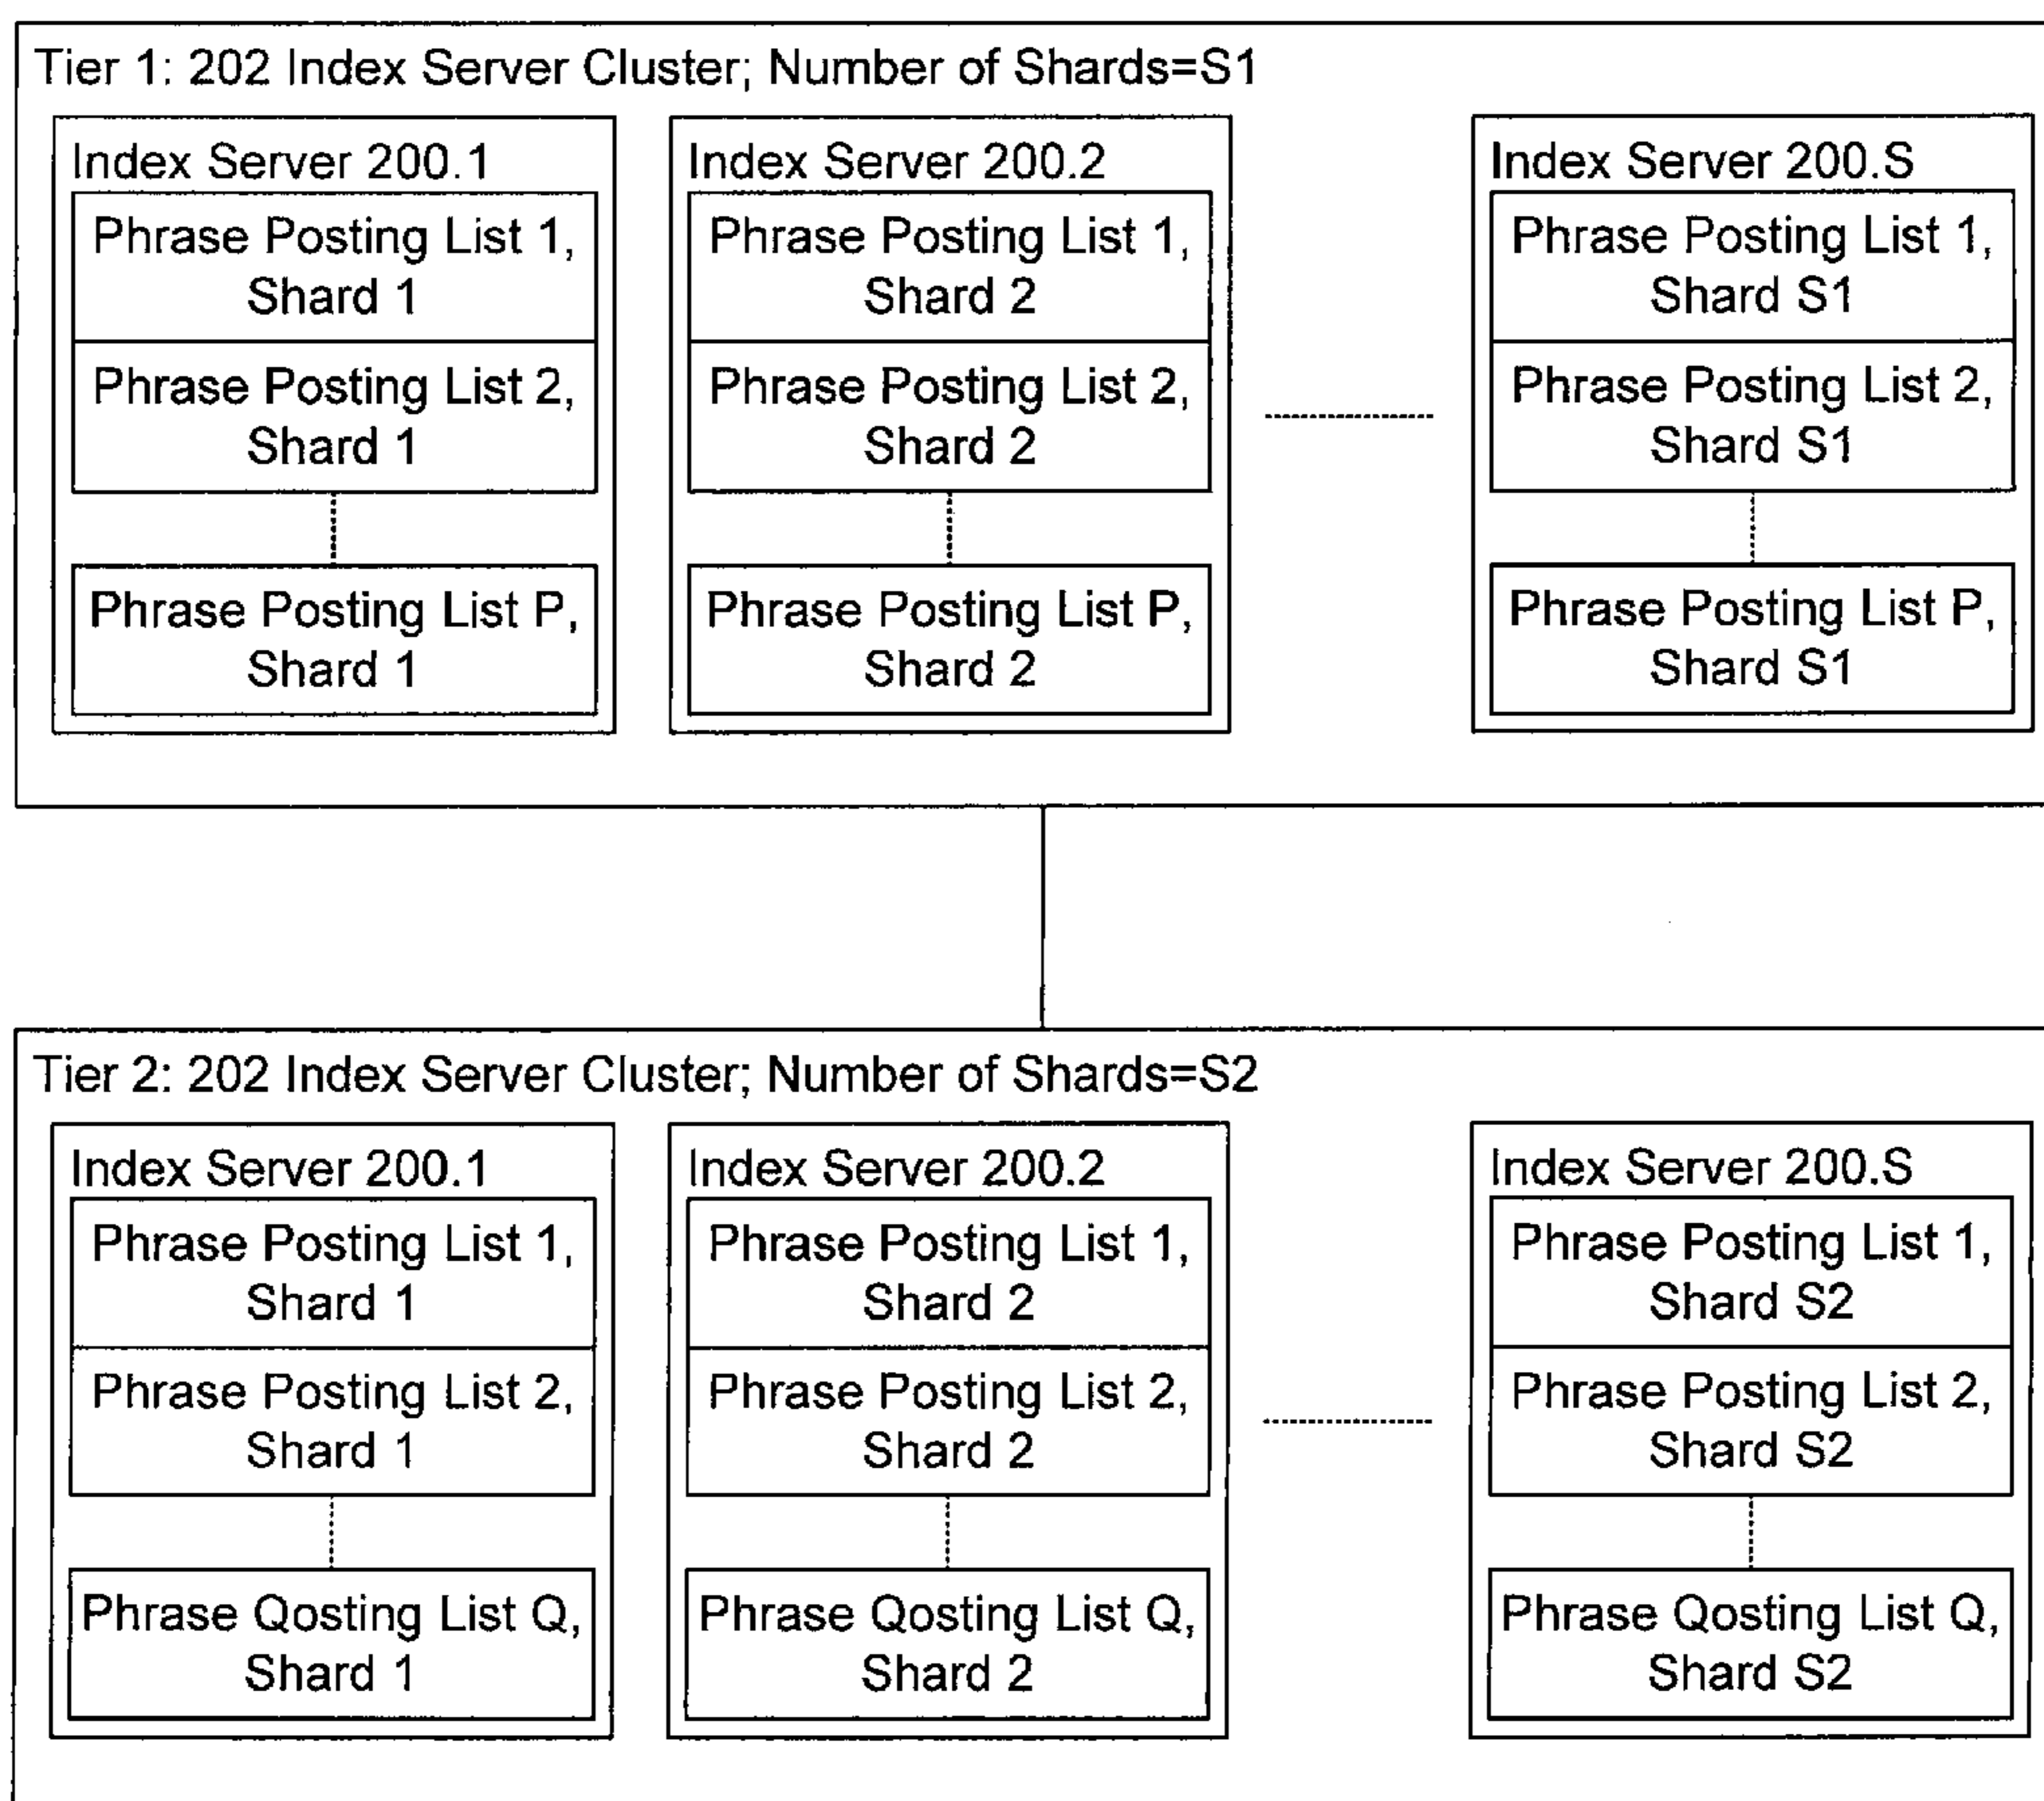 Tier 1: 202 Index Server Cluster; Number of Shards=S1
Index Server 200.1
Phrase Posting List 1,
Shard 1
Phrase Posting List 2,
Shard 1
Phrase Posting List P,
Shard 1
Index Server 200.2
Phrase Posting List 1,
Shard 2
Phrase Posting List 2,
Shard 2
Phrase Posting List P,
Shard 2
Index Server 200.S
Phrase Posting List 1,
Shard S1
Phrase Posting List 2,
Shard S1
Phrase Posting List P,
Shard S1
Tier 2: 202 Index Server Cluster; Number of Shards=S2
Index Server 200.1
Phrase Posting List 1,
Shard 1
Phrase Posting List 2,
Shard 1
Phrase Qosting List Q,
Shard 1
Index Server 200.2
Phrase Posting List 1,
Shard 2
Phrase Posting List 2,
Shard 2
Phrase Qosting List Q,
Shard 2
Index Server 200.S
Phrase Posting List 1,
Shard S2
Phrase Posting List 2,
Shard S2
Phrase Qosting List Q,
Shard S2